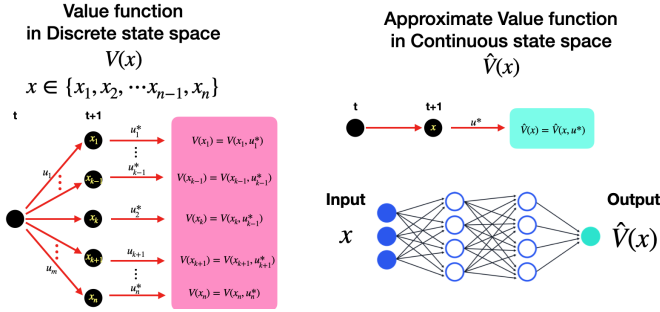 Value function
in Discrete state space
V(x)
x ∈ {x₁, x₂, ⋯xₙ₋₁, xₙ}
t
t+1
u₁
uₘ
x₁
xₖ₋₁
xₖ
xₖ₊₁
xₙ
u₁*
uₖ₋₁*
u₂*
uₖ₊₁
uₙ*
V(x₁) = V(x₁, u₁*)
V(xₖ₋₁) = V(xₖ₋₁, uₖ₋₁*)
V(xₖ) = V(xₖ, uₖ₋₁*)
V(xₖ₊₁) = V(xₖ₊₁, uₖ₊₁*)
V(xₙ) = V(xₙ, uₙ*)
Approximate Value function
in Continuous state space
V̂(x)
t
t+1
x
u*
V̂(x) = V̂(x, u*)
Input
x
Output
V̂(x)